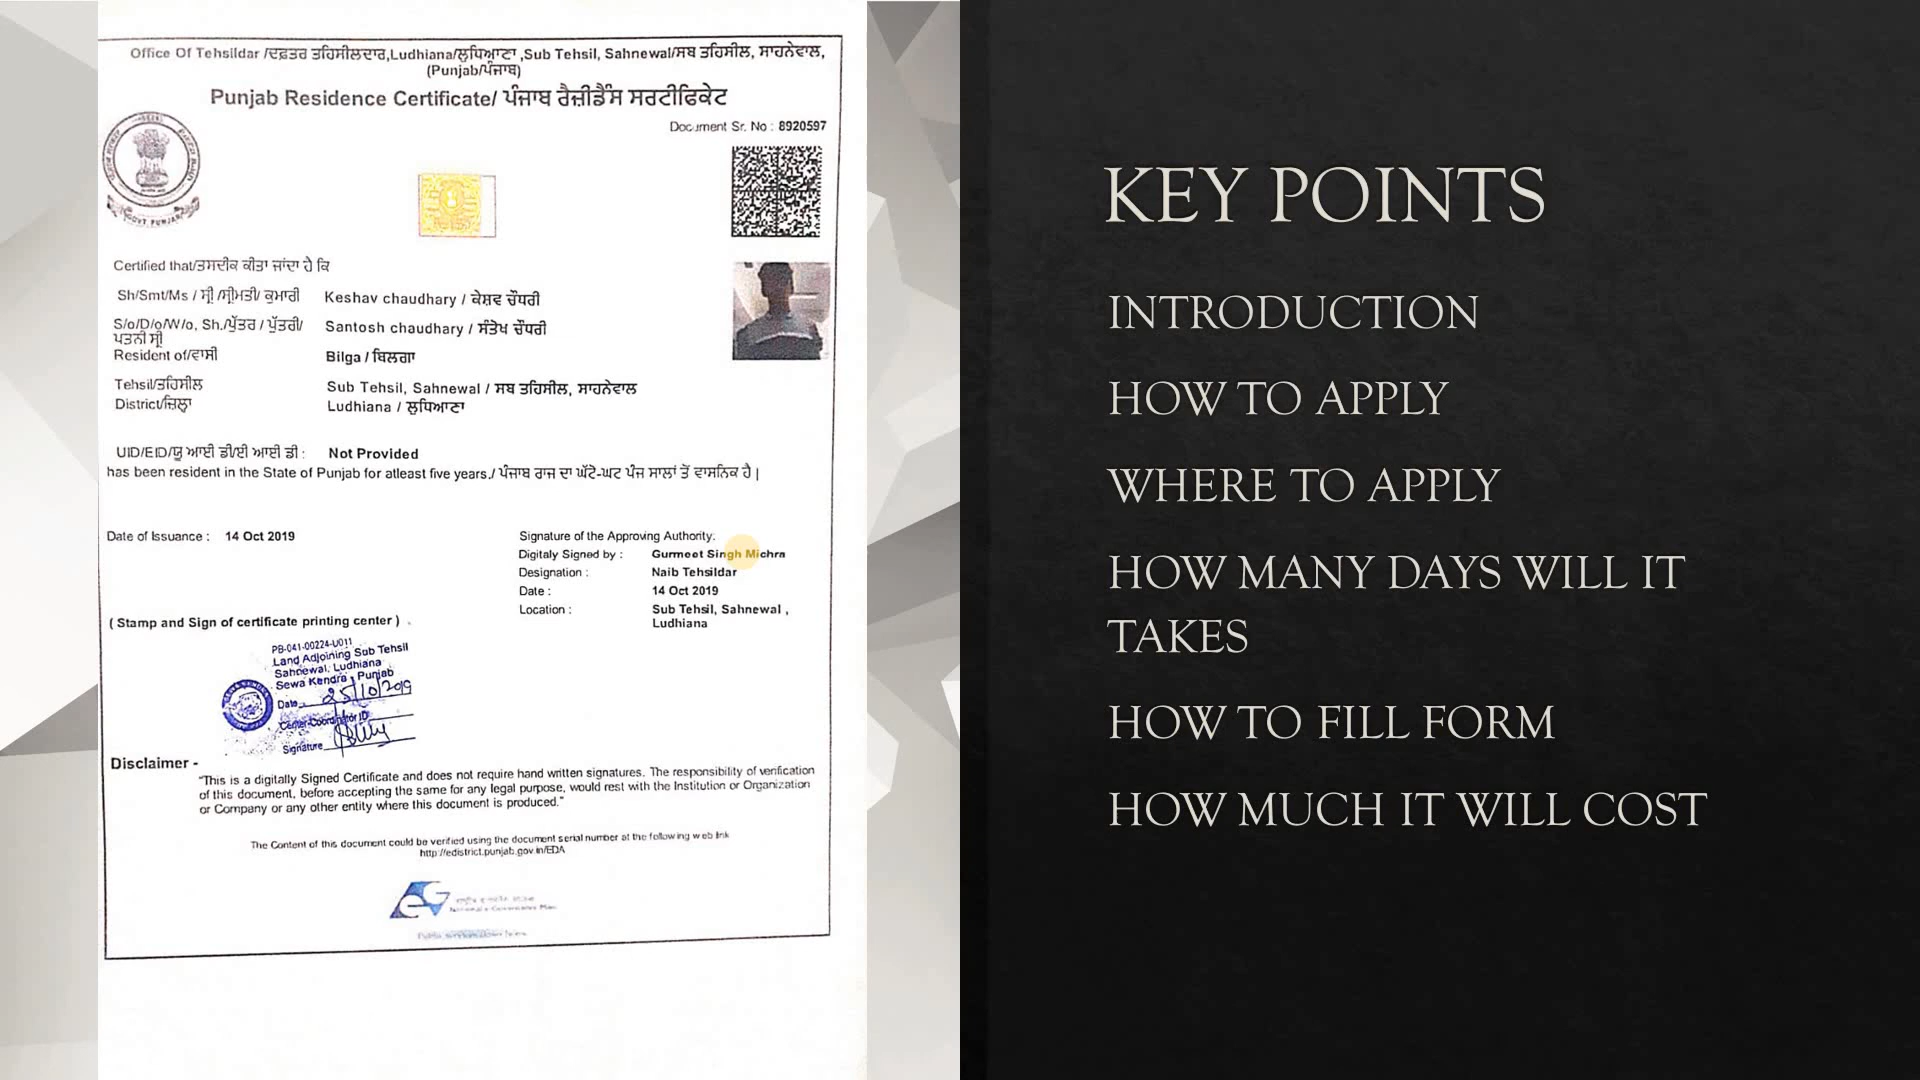 Office Of Tehsildar /ਦਫ਼ਤਰ ਤਹਿਸੀਲਦਾਰ,Ludhiana/ਲੁਧਿਆਣਾ ,Sub Tehsil, Sahnewal/ਸਬ ਤਹਿਸੀਲ, ਸਾਹਨੇਵਾਲ,
(Punjab/ਪੰਜਾਬ)
Punjab Residence Certificate/ ਪੰਜਾਬ ਰੈਜ਼ੀਡੈਂਸ ਸਰਟੀਫਿਕੇਟ
Document Sr. No : 8920597
GOVT. PUNJAB
Certified that/ਤਸਦੀਕ ਕੀਤਾ ਜਾਂਦਾ ਹੈ ਕਿ
Sh/Smt/Ms / ਸ੍ਰੀ /ਸ੍ਰੀਮਤੀ/ ਕੁਮਾਰੀ Keshav chaudhary / ਕੇਸ਼ਵ ਚੌਧਰੀ
S/o/D/o/W/o, Sh./ਪੁੱਤਰ / ਪੁੱਤਰੀ/ Santosh chaudhary / ਸੰਤੋਖ ਚੌਧਰੀ
ਪਤਨੀ ਸ੍ਰੀ
Resident of/ਵਾਸੀ Bilga / ਬਿਲਗਾ
Tehsil/ਤਹਿਸੀਲ Sub Tehsil, Sahnewal / ਸਬ ਤਹਿਸੀਲ, ਸਾਹਨੇਵਾਲ
District/ਜ਼ਿਲ੍ਹਾ Ludhiana / ਲੁਧਿਆਣਾ
UID/EID/ਯੂ ਆਈ ਡੀ/ਈ ਆਈ ਡੀ : Not Provided
has been resident in the State of Punjab for atleast five years./ ਪੰਜਾਬ ਰਾਜ ਦਾ ਘੱਟੋ-ਘਟ ਪੰਜ ਸਾਲਾਂ ਤੋਂ ਵਾਸਨਿਕ ਹੈ |
Date of Issuance : 14 Oct 2019
Signature of the Approving Authority:
Digitaly Signed by : Gurmeet Singh Michra
Designation : Naib Tehsildar
Date : 14 Oct 2019
Location : Sub Tehsil, Sahnewal ,
Ludhiana
( Stamp and Sign of certificate printing center )
PB-041-00224-U011
Land Adjoining Sub Tehsil
Sahnewal, Ludhiana
Sewa Kendra, Punjab
Date 25/10/2019
Center Coordinator ID
Signature
Disclaimer -
"This is a digitally Signed Certificate and does not require hand written signatures. The responsibility of verification
of this document, before accepting the same for any legal purpose, would rest with the Institution or Organization
or Company or any other entity where this document is produced."
The Content of this document could be verified using the document serial number at the following web link
http://edistrict.punjab.gov.in/EDA
KEY POINTS
INTRODUCTION
HOW TO APPLY
WHERE TO APPLY
HOW MANY DAYS WILL IT
TAKES
HOW TO FILL FORM
HOW MUCH IT WILL COST